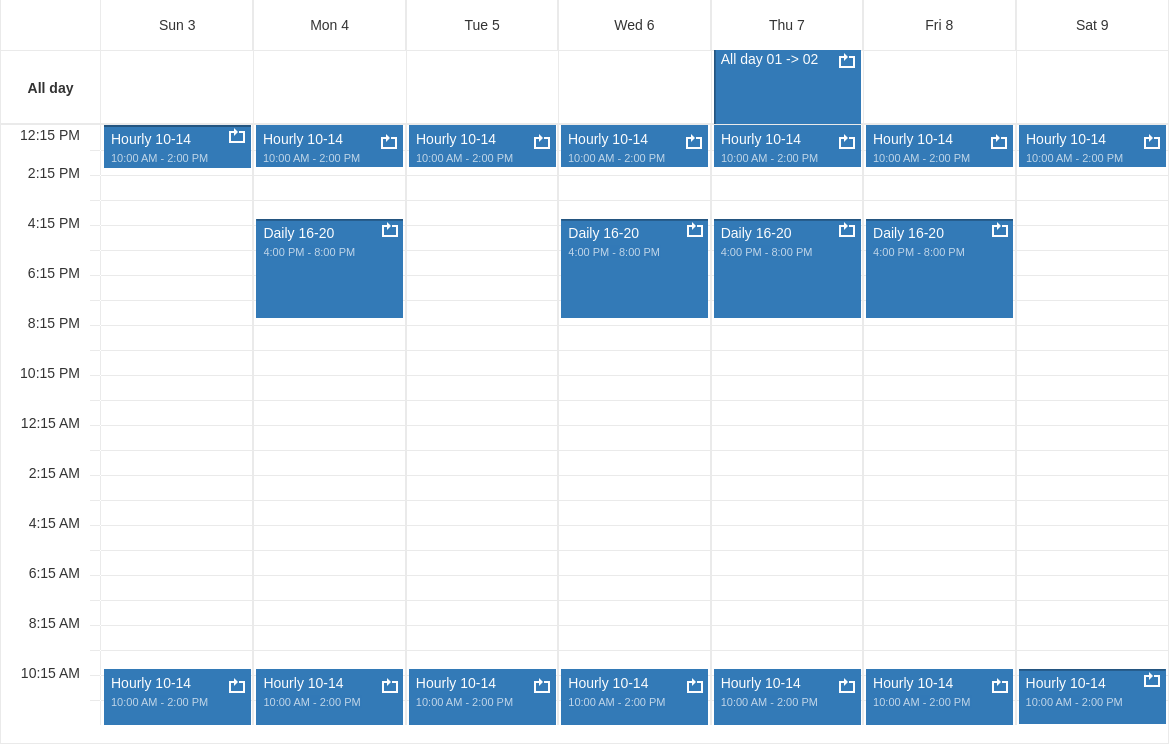 Sun 3 Mon 4 Tue 5 Wed 6 Thu 7 Fri 8 Sat 9
All day All day 01 -> 02
12:15 PM Hourly 10-14 Hourly 10-14 Hourly 10-14 Hourly 10-14 Hourly 10-14 Hourly 10-14 Hourly 10-14
10:00 AM - 2:00 PM 10:00 AM - 2:00 PM 10:00 AM - 2:00 PM 10:00 AM - 2:00 PM 10:00 AM - 2:00 PM 10:00 AM - 2:00 PM 10:00 AM - 2:00 PM
2:15 PM
4:15 PM Daily 16-20 Daily 16-20 Daily 16-20 Daily 16-20
4:00 PM - 8:00 PM 4:00 PM - 8:00 PM 4:00 PM - 8:00 PM 4:00 PM - 8:00 PM
6:15 PM
8:15 PM
10:15 PM
12:15 AM
2:15 AM
4:15 AM
6:15 AM
8:15 AM
10:15 AM Hourly 10-14 Hourly 10-14 Hourly 10-14 Hourly 10-14 Hourly 10-14 Hourly 10-14 Hourly 10-14
10:00 AM - 2:00 PM 10:00 AM - 2:00 PM 10:00 AM - 2:00 PM 10:00 AM - 2:00 PM 10:00 AM - 2:00 PM 10:00 AM - 2:00 PM 10:00 AM - 2:00 PM